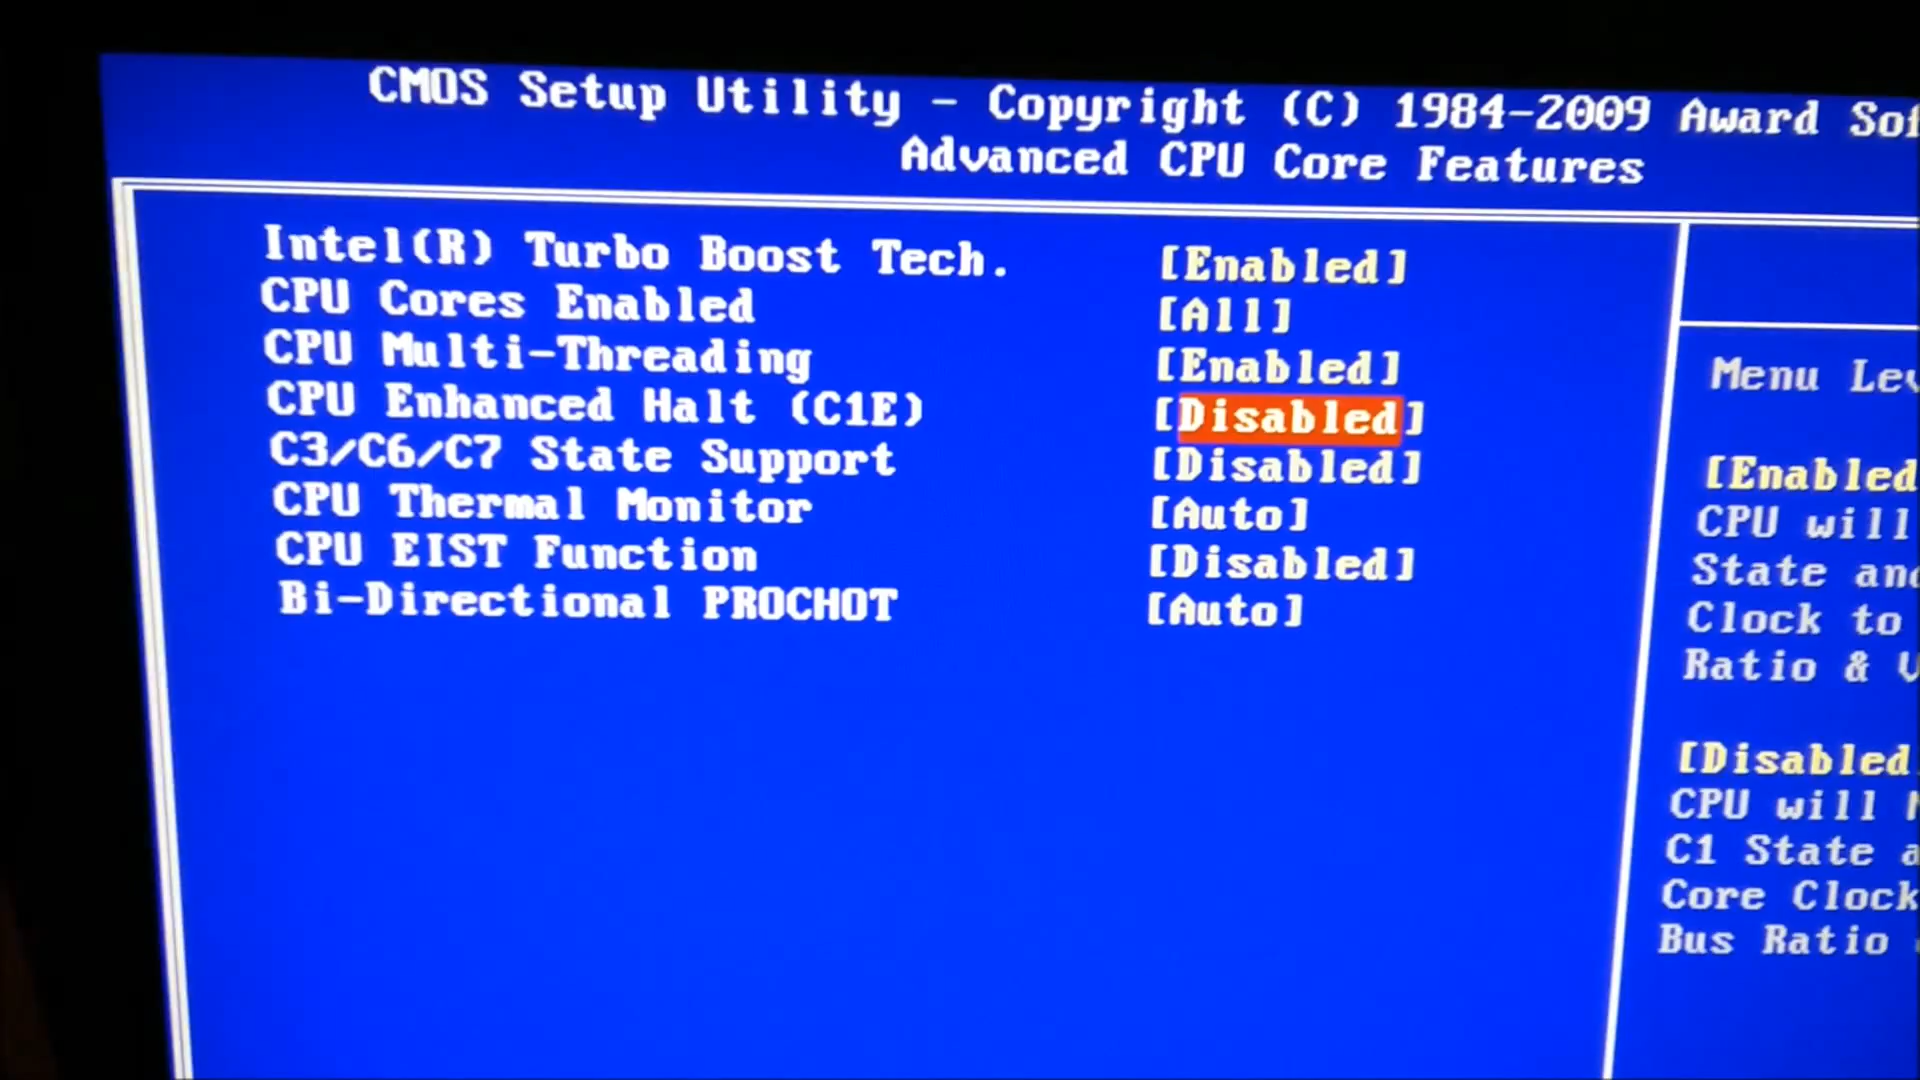 CMOS Setup Utility - Copyright (C) 1984-2009 Award
Advanced CPU Core Features
Intel(R) Turbo Boost Tech. [Enabled]
CPU Cores Enabled [All]
CPU Multi-Threading [Enabled]
CPU Enhanced Halt (C1E) [Disabled]
C3/C6/C7 State Support [Disabled]
CPU Thermal Monitor [Auto]
CPU EIST Function [Disabled]
Bi-Directional PROCHOT [Auto]
Menu
[Enabled
CPU will
State
Clock to
Ratio &
[Disabled
CPU will
C1 State
Core Clock
Bus Ratio